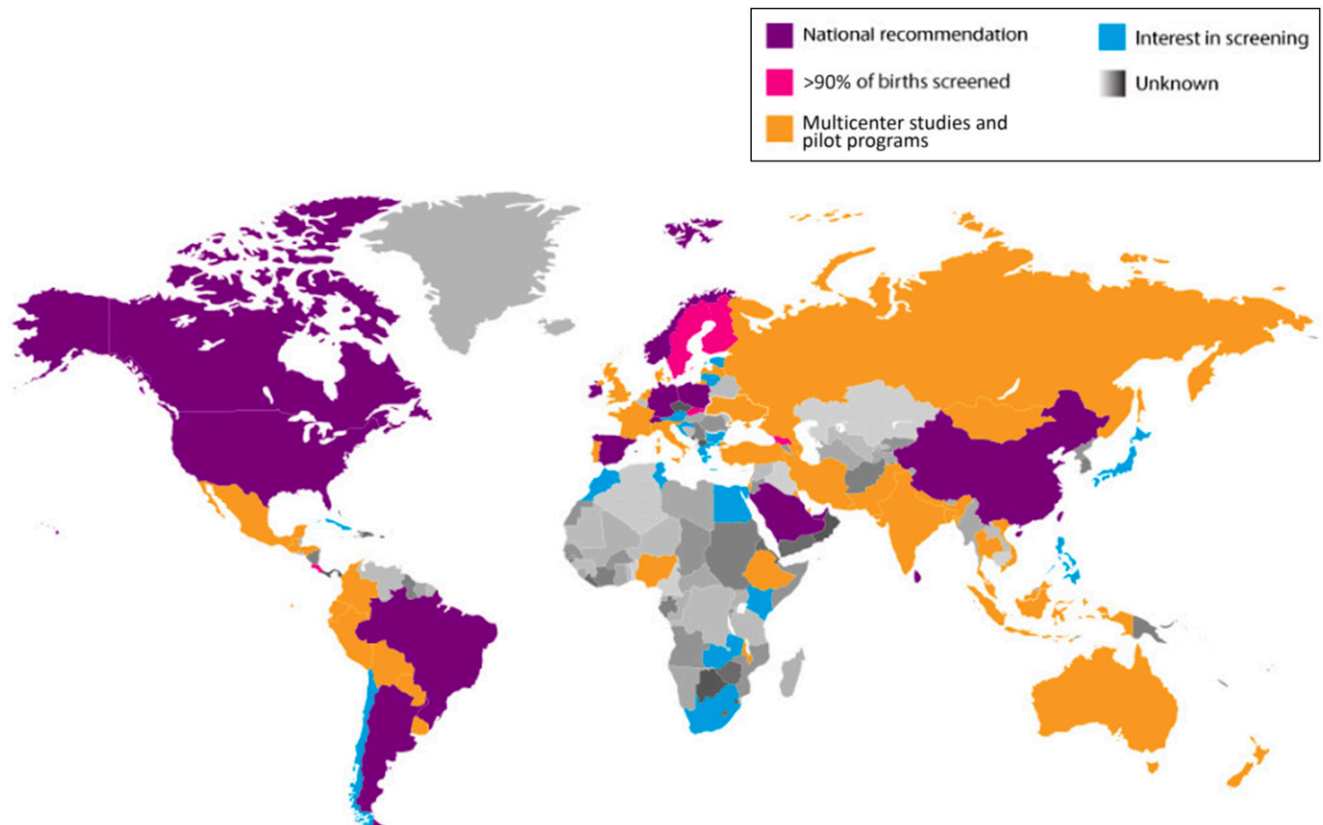 National recommendation
>90% of births screened
Multicenter studies and
pilot programs
Interest in screening
Unknown